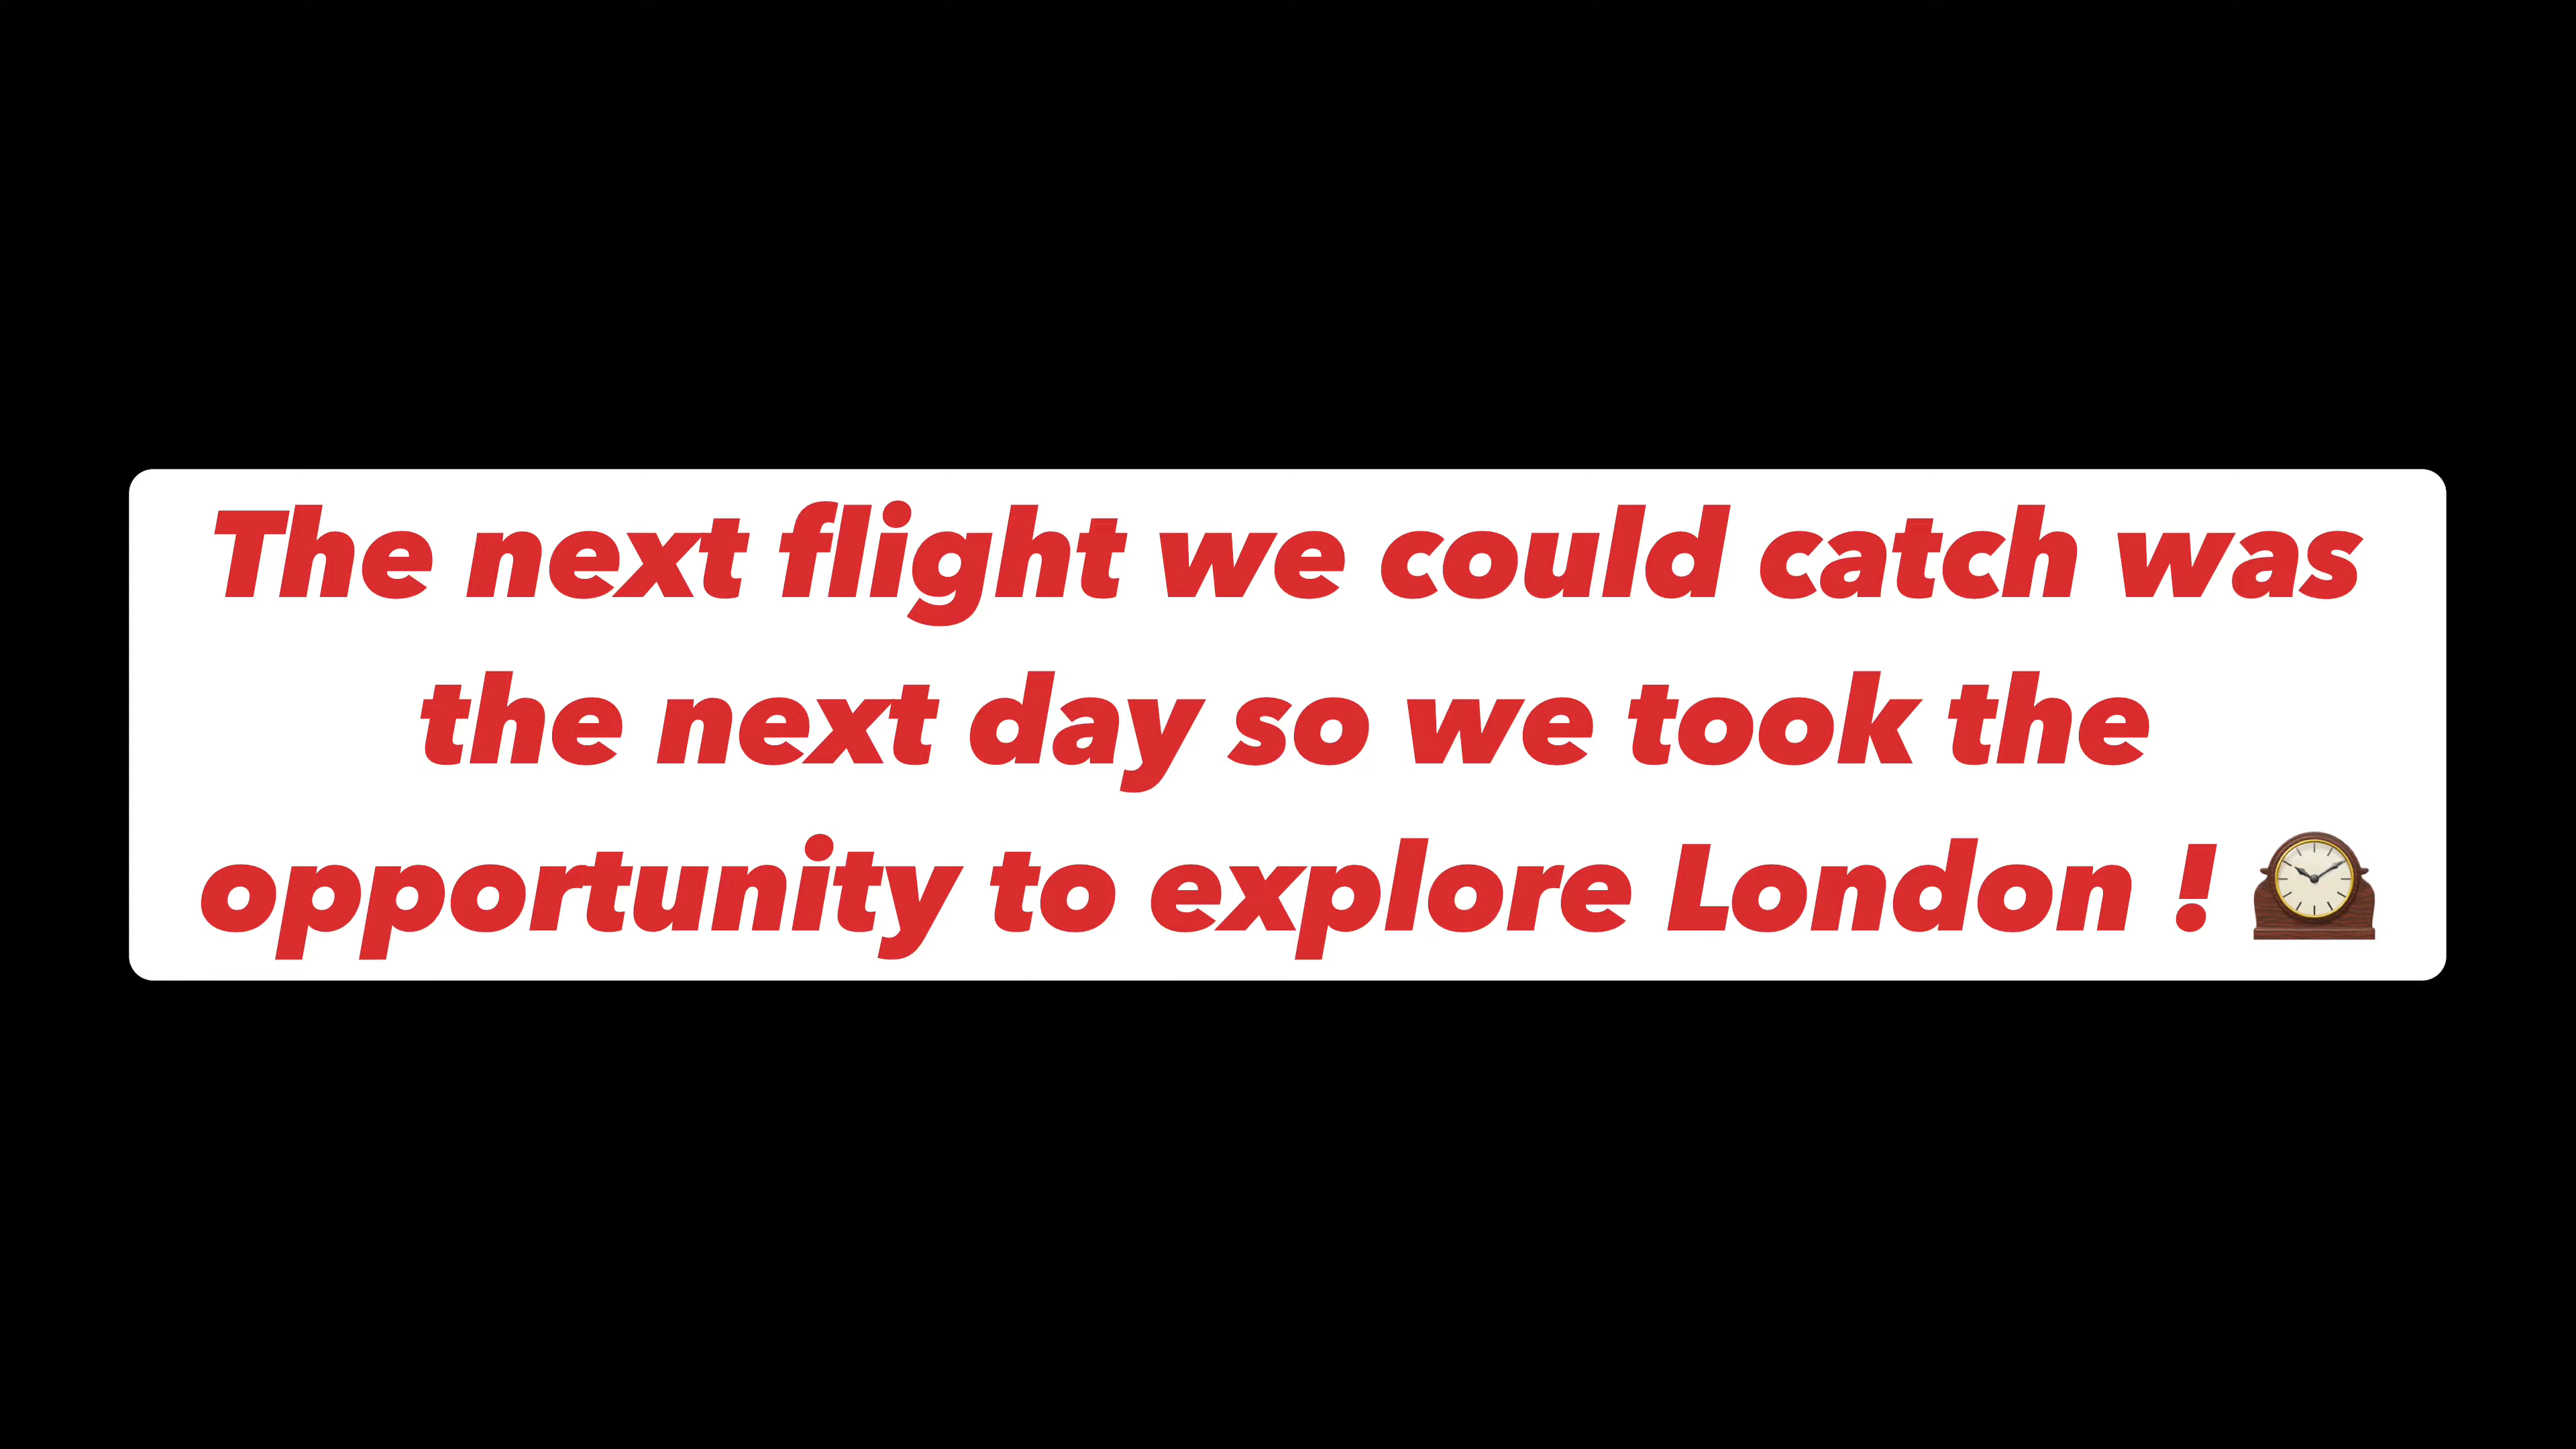 The next flight we could catch was
the next day so we took the
opportunity to explore London ! 🕰️